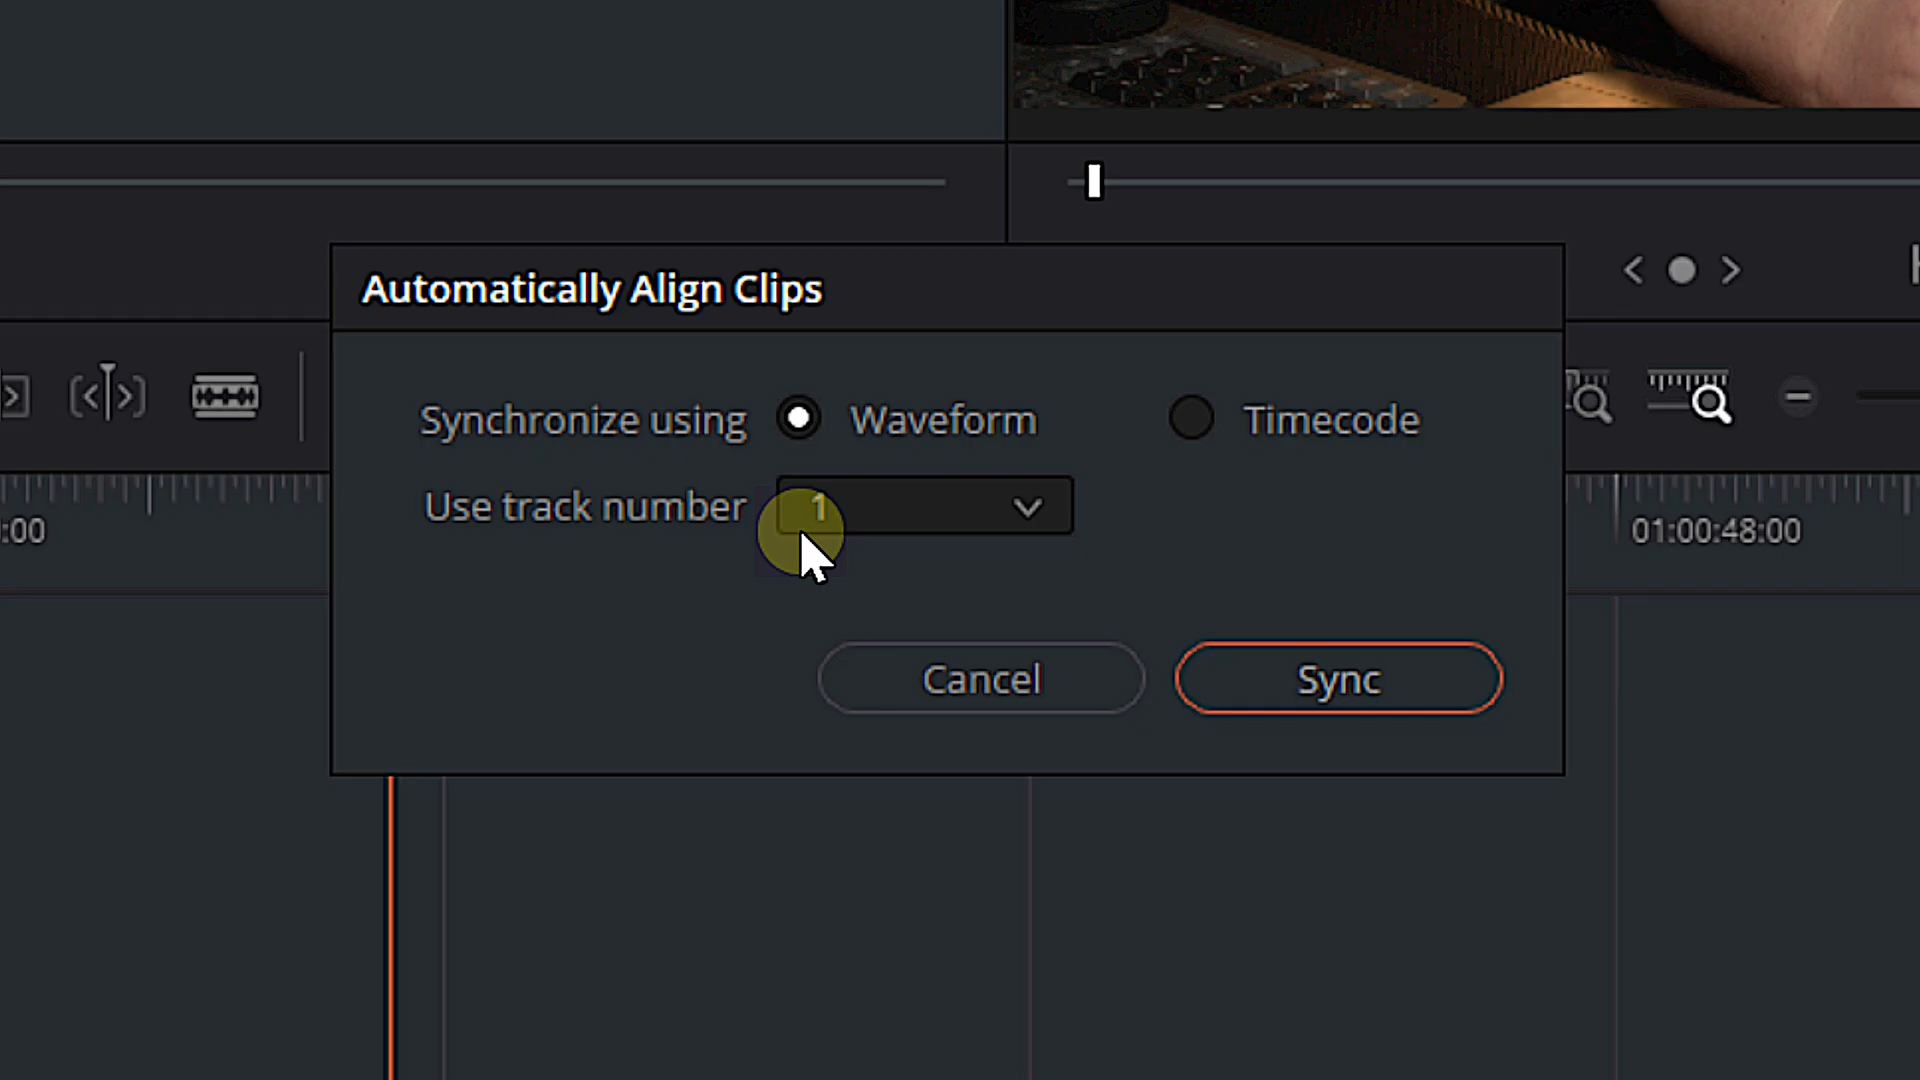 Automatically Align Clips
Synchronize using Waveform Timecode
Use track number 1
:00
01:00:48:00
Cancel Sync